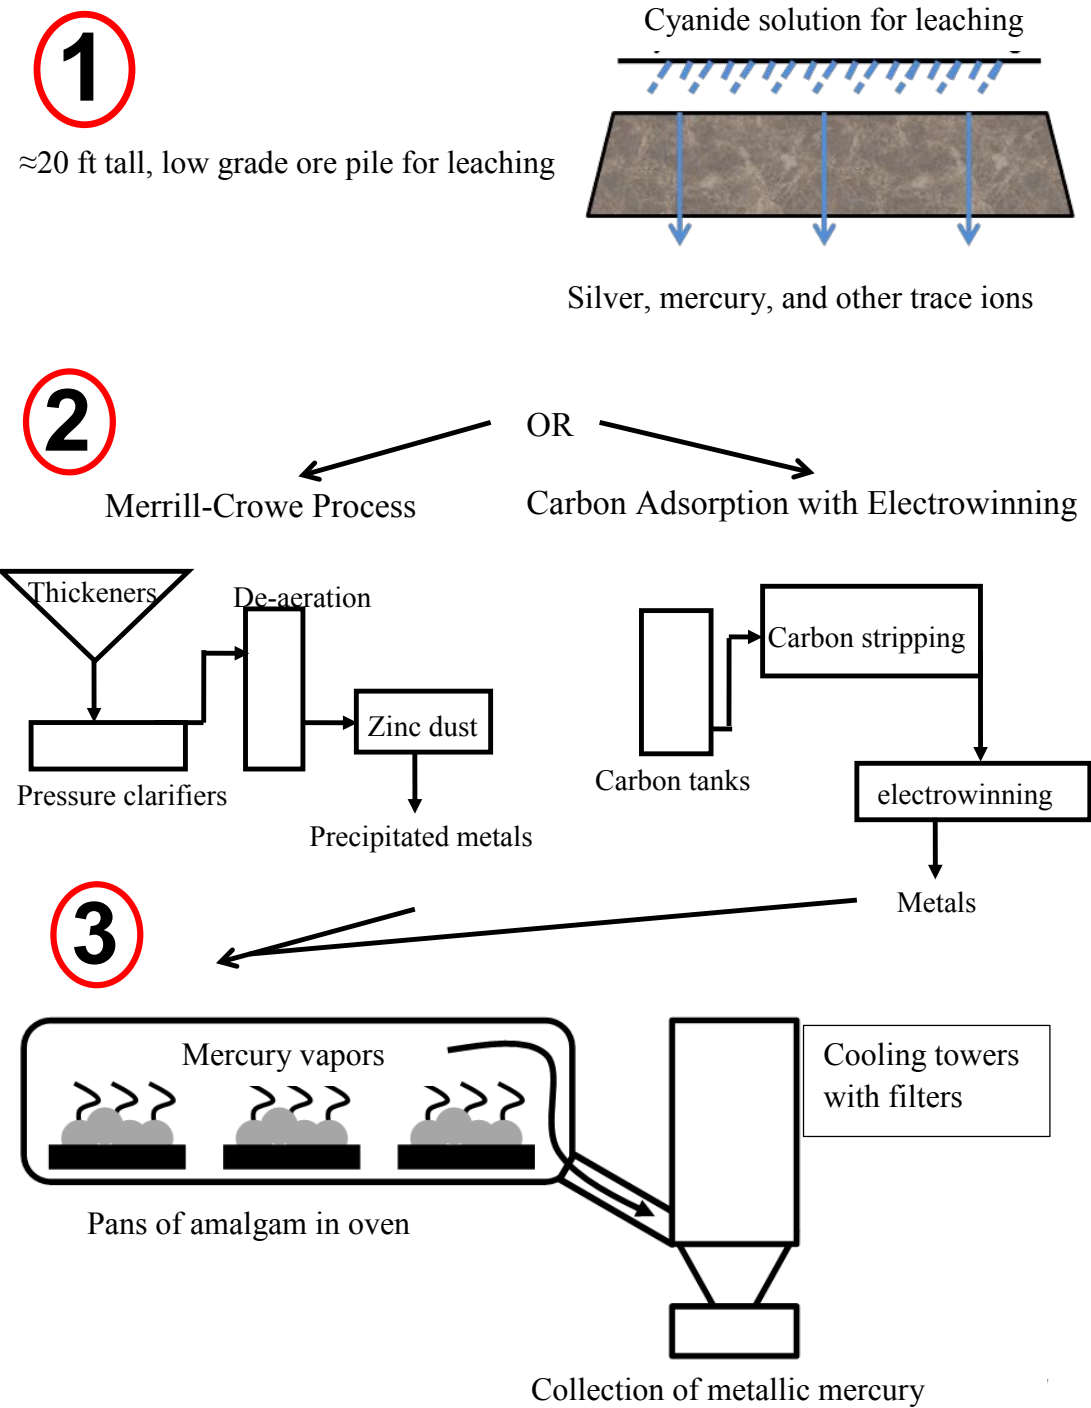 Cyanide solution for leaching
1
≈20 ft tall, low grade ore pile for leaching
Silver, mercury, and other trace ions
2
OR
Merrill-Crowe Process
Carbon Adsorption with Electrowinning
Thickeners
De-aeration
Zinc dust
Pressure clarifiers
Precipitated metals
Carbon stripping
Carbon tanks
electrowinning
Metals
3
Mercury vapors
Cooling towers
with filters
Pans of amalgam in oven
Collection of metallic mercury